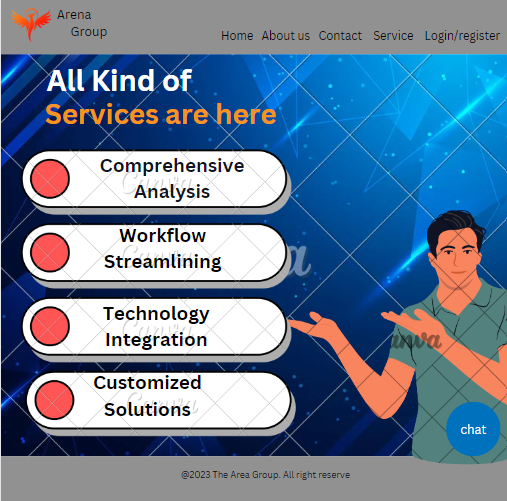 Arena
Group
Home About us Contact Service Login/register
All Kind of
Services are here
Comprehensive
Analysis
Workflow
Streamlining
Technology
Integration
Customized
Solutions
chat
@2023 The Area Group. All right reserve